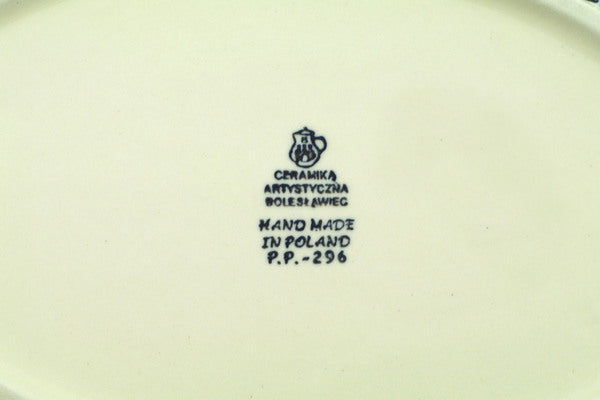 CERAMIKA
ARTYSTYCZNA
BOLESŁAWIEC
HAND MADE
IN POLAND
P.P.-296